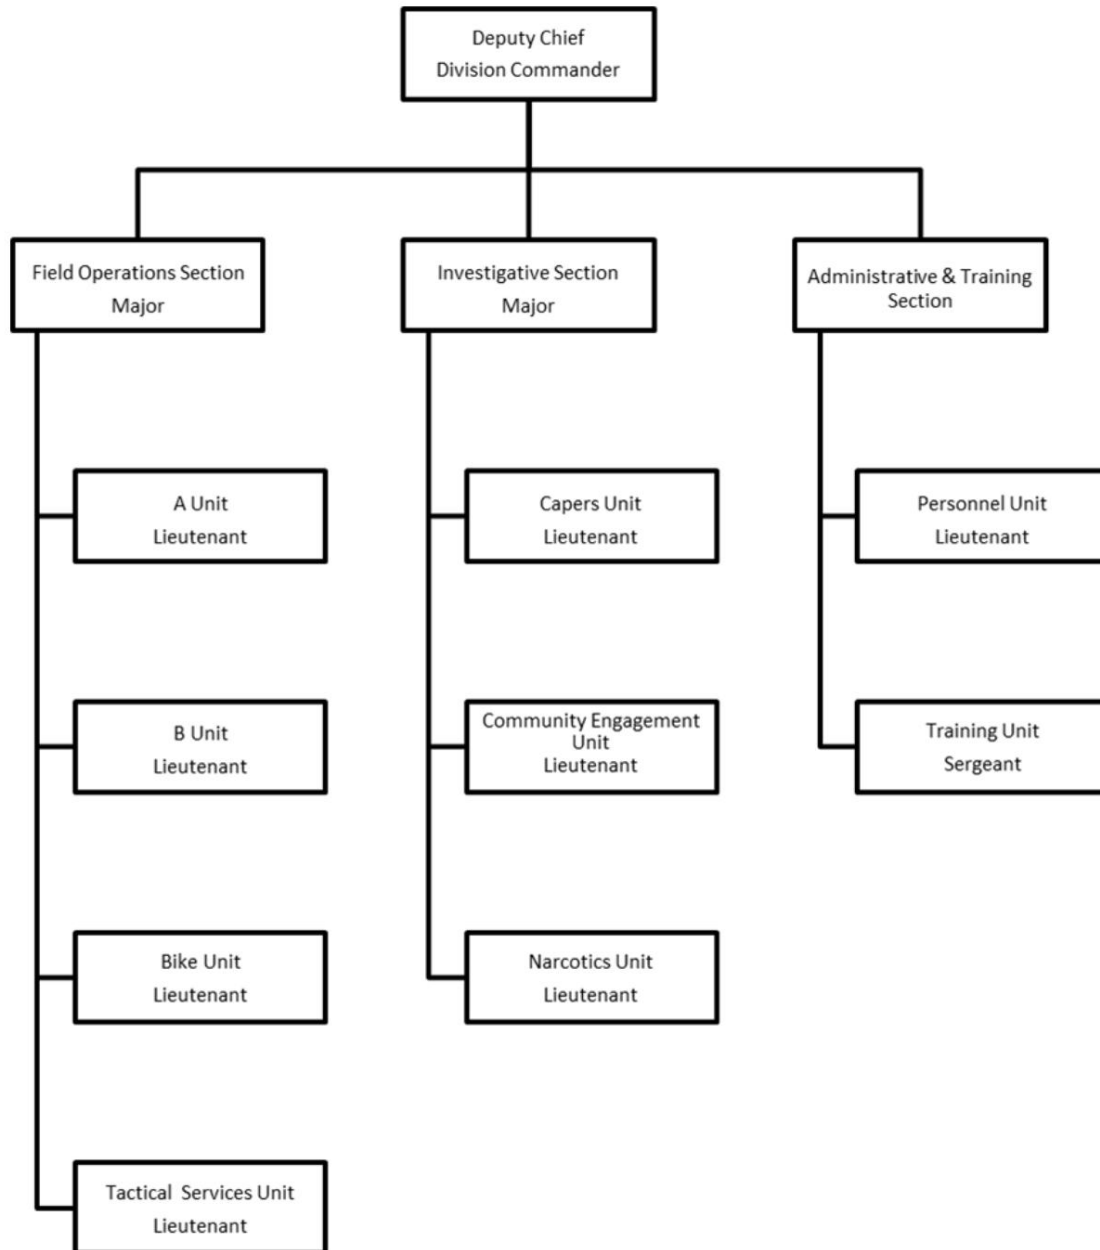 Deputy Chief
Division Commander
Field Operations Section
Major
Investigative Section
Major
Administrative & Training
Section
A Unit
Lieutenant
Capers Unit
Lieutenant
Personnel Unit
Lieutenant
B Unit
Lieutenant
Community Engagement
Unit
Lieutenant
Training Unit
Sergeant
Bike Unit
Lieutenant
Narcotics Unit
Lieutenant
Tactical Services Unit
Lieutenant